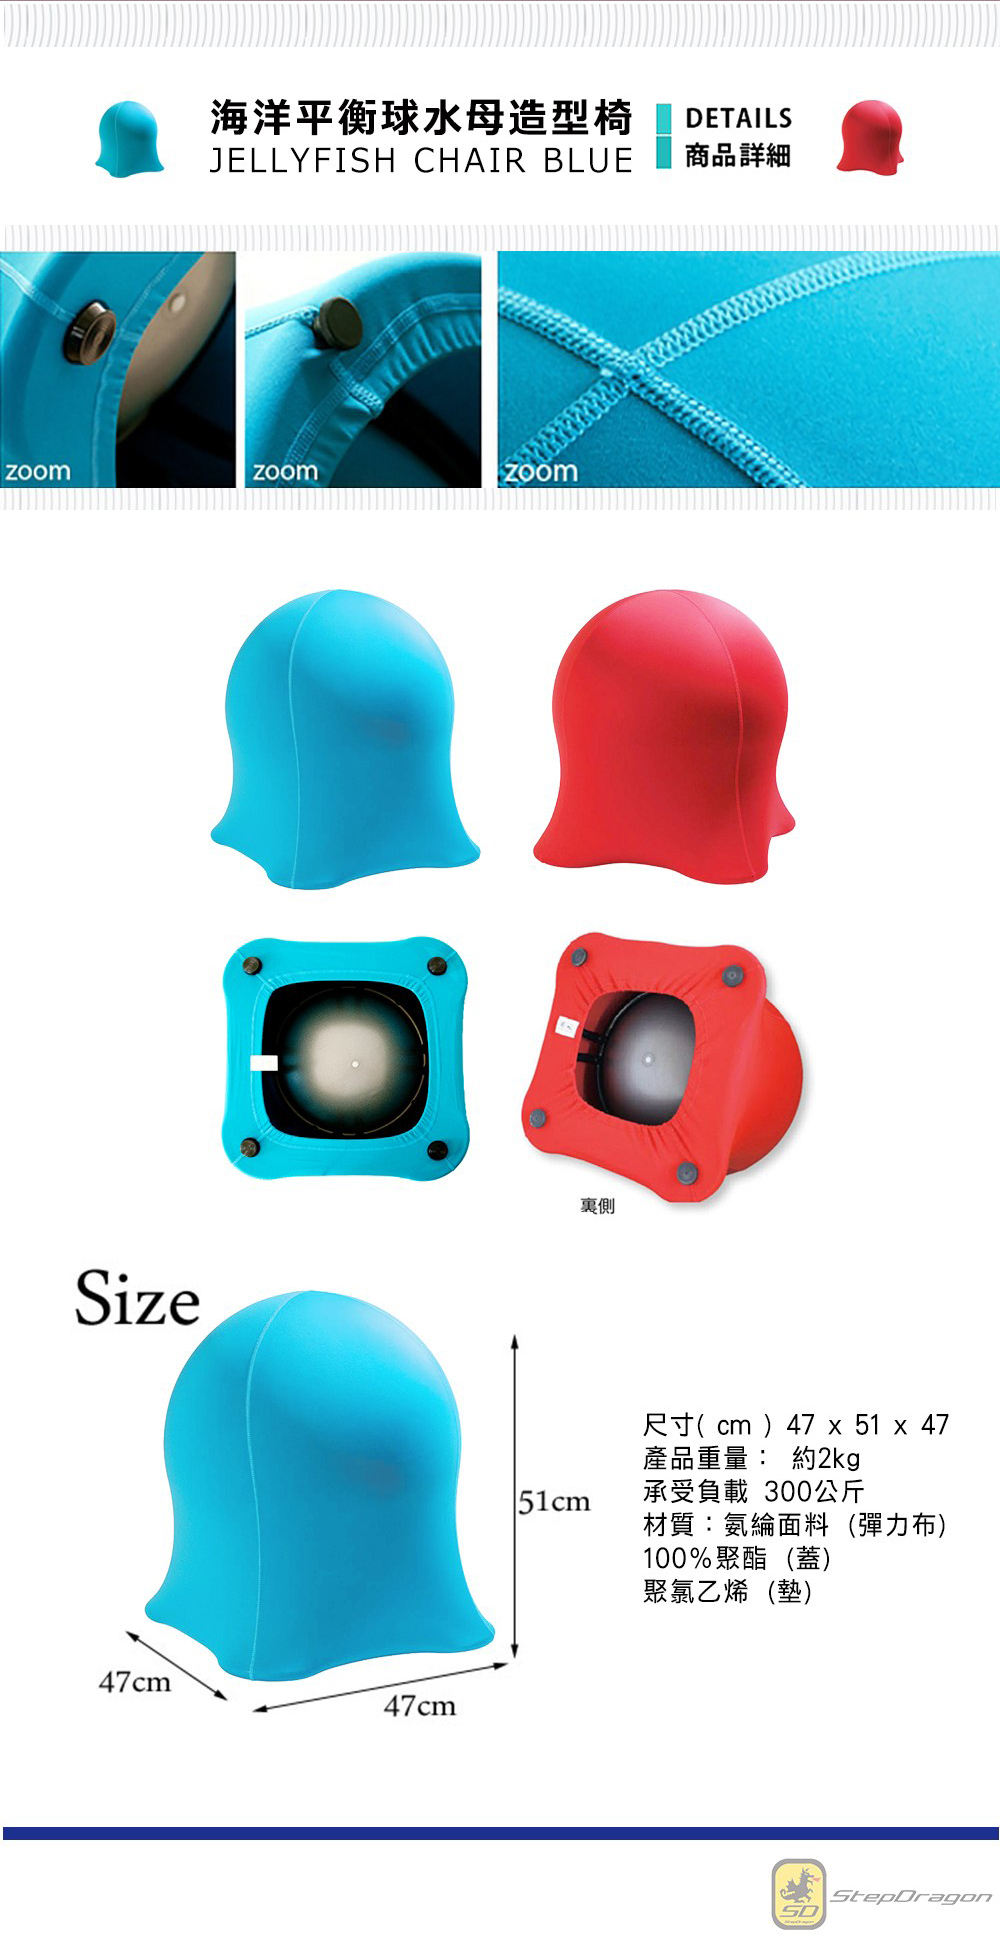 海洋平衡球水母造型椅
JELLYFISH CHAIR BLUE
DETAILS
商品詳細
zoom
zoom
zoom
裏側
Size
51cm
47cm
47cm
尺寸( cm ) 47 x 51 x 47
產品重量： 約2kg
承受負載 300公斤
材質：氨綸面料 (彈力布)
100%聚酯 (蓋)
聚氯乙烯 (墊)
SD
StepDragon